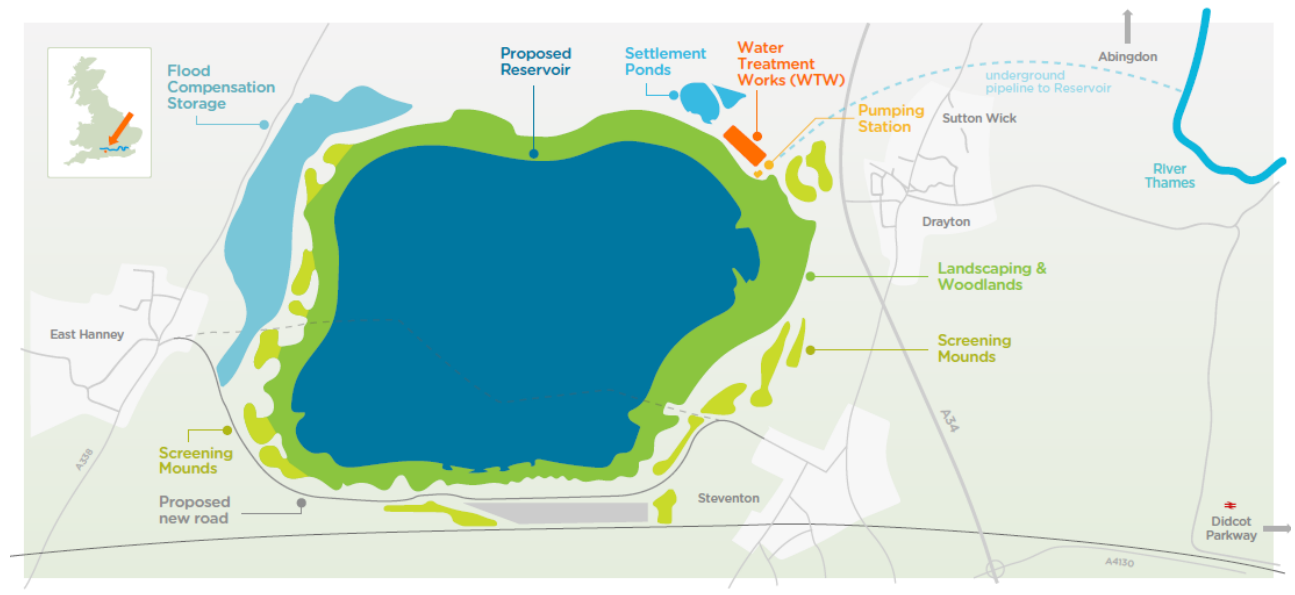 Flood
Compensation
Storage
Proposed
Reservoir
Settlement
Ponds
Water
Treatment
Works (WTW)
Pumping
Station
underground
pipeline to Reservoir
Abingdon
Sutton Wick
River
Thames
Drayton
Landscaping &
Woodlands
East Hanney
Screening
Mounds
A34
A338
Screening
Mounds
Proposed
new road
Steventon
Didcot
Parkway
A4130